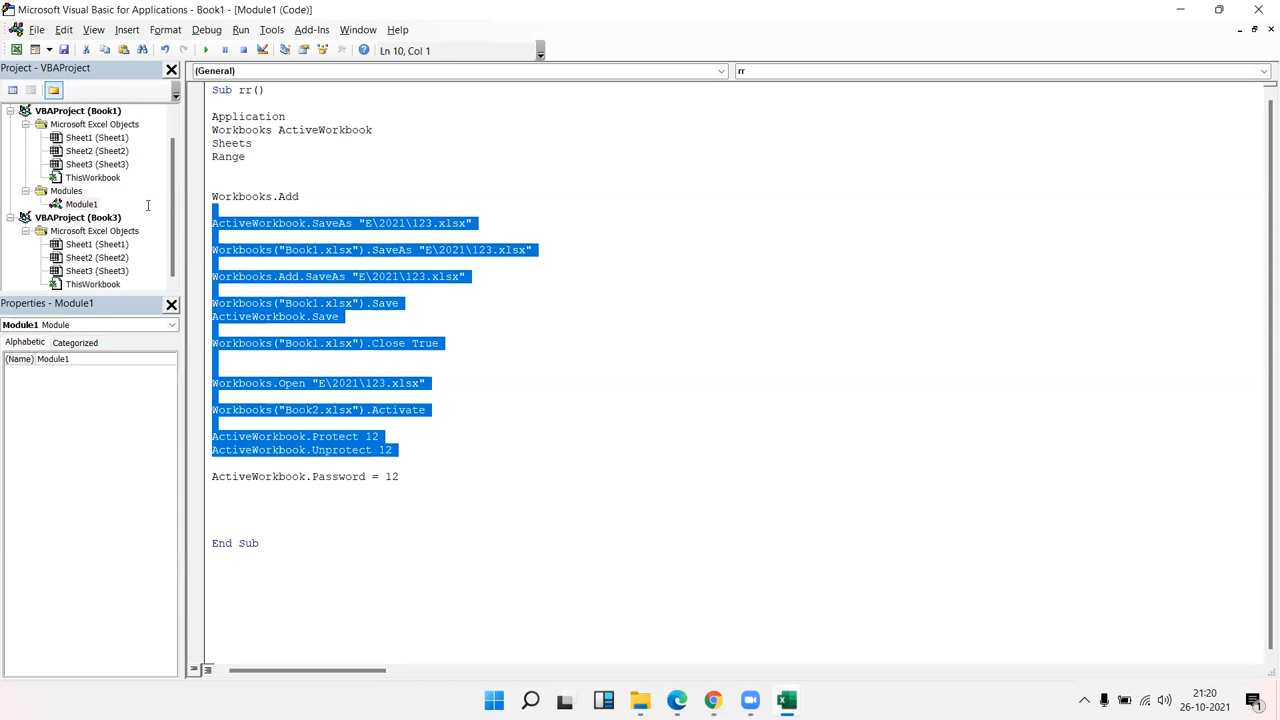 Microsoft Visual Basic for Applications - Book1 - [Module1 (Code)]
File Edit View Insert Format Debug Run Tools Add-Ins Window Help
Ln 10, Col 1
Project - VBAProject
(General)
rr
VBAProject (Book1)
Microsoft Excel Objects
Sheet1 (Sheet1)
Sheet2 (Sheet2)
Sheet3 (Sheet3)
ThisWorkbook
Modules
Module1
VBAProject (Book3)
Microsoft Excel Objects
Sheet1 (Sheet1)
Sheet2 (Sheet2)
Sheet3 (Sheet3)
ThisWorkbook
Properties - Module1
Module1 Module
Alphabetic Categorized
(Name) Module1
Sub rr()
Application
Workbooks ActiveWorkbook
Sheets
Range
Workbooks.Add
ActiveWorkbook.SaveAs "E\2021\123.xlsx"
Workbooks("Book1.xlsx").SaveAs "E\2021\123.xlsx"
Workbooks.Add.SaveAs "E\2021\123.xlsx"
Workbooks("Book1.xlsx").Save
ActiveWorkbook.Save
Workbooks("Book1.xlsx").Close True
Workbooks.Open "E\2021\123.xlsx"
Workbooks("Book2.xlsx").Activate
ActiveWorkbook.Protect 12
ActiveWorkbook.Unprotect 12
ActiveWorkbook.Password = 12
End Sub
21:20
26-10-2021
1